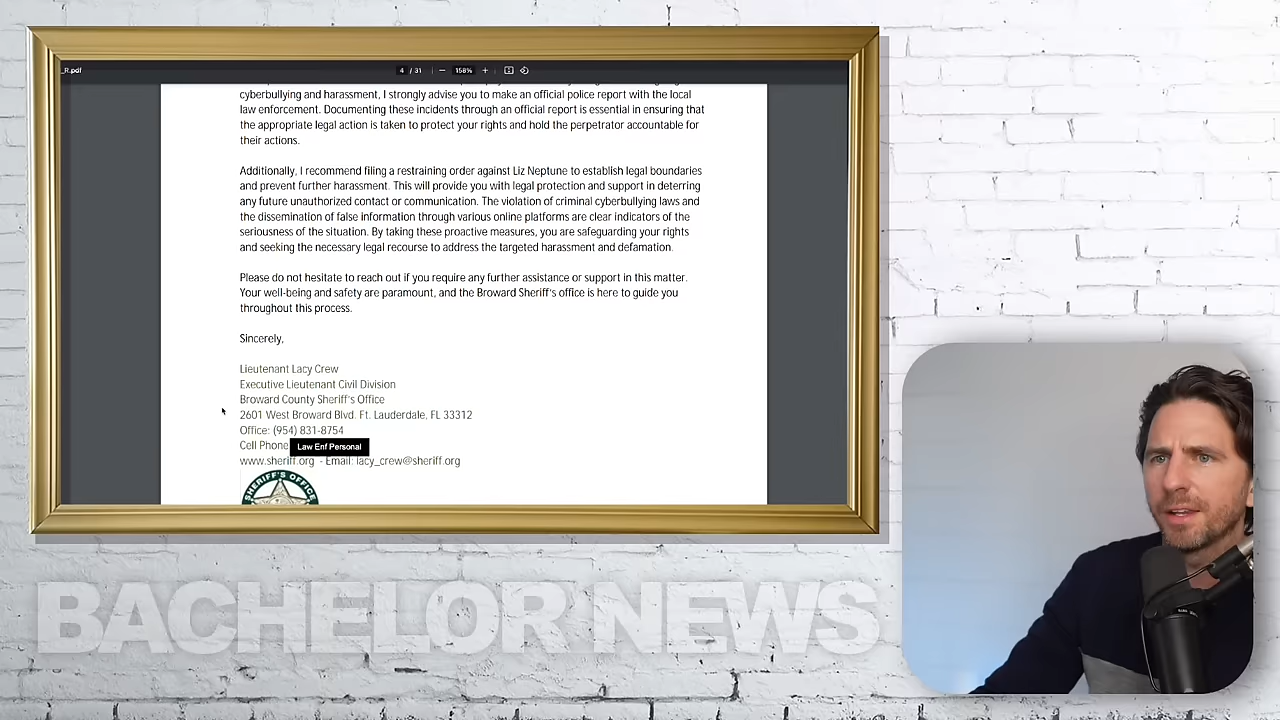 _R.pdf
4 / 31
158%
cyberbullying and harassment, I strongly advise you to make an official police report with the local
law enforcement. Documenting these incidents through an official report is essential in ensuring that
the appropriate legal action is taken to protect your rights and hold the perpetrator accountable for
their actions.
Additionally, I recommend filing a restraining order against Liz Neptune to establish legal boundaries
and prevent further harassment. This will provide you with legal protection and support in deterring
any future unauthorized contact or communication. The violation of criminal cyberbullying laws and
the dissemination of false information through various online platforms are clear indicators of the
seriousness of the situation. By taking these proactive measures, you are safeguarding your rights
and seeking the necessary legal recourse to address the targeted harassment and defamation.
Please do not hesitate to reach out if you require any further assistance or support in this matter.
Your well-being and safety are paramount, and the Broward Sheriff's office is here to guide you
throughout this process.
Sincerely,
Lieutenant Lacy Crew
Executive Lieutenant Civil Division
Broward County Sheriff's Office
2601 West Broward Blvd. Ft. Lauderdale, FL 33312
Office: (954) 831-8754
Cell Phone Law Enf Personal
www.sheriff.org - Email: lacy_crew@sheriff.org
SHERIFF'S OFFICE
BACHELOR NEWS